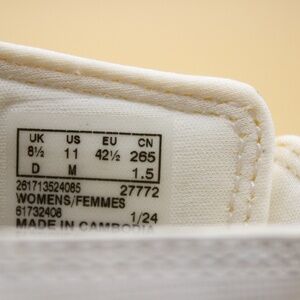 UK US EU CN
8½ 11 42½ 265
D M 1.5
261713524085 27772
WOMENS/FEMMES
61732408 1/24
MADE IN CAMBODIA